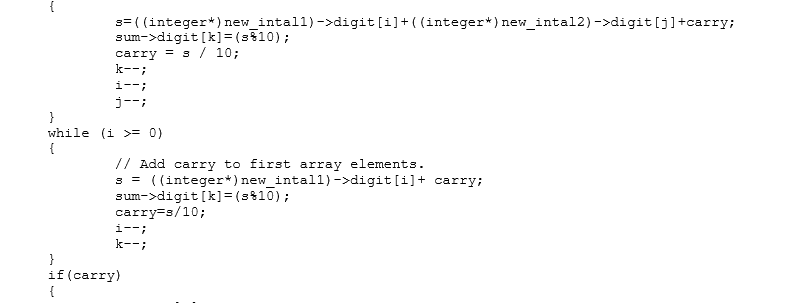 {
s=((integer*)new_intal1)->digit[i]+((integer*)new_intal2)->digit[j]+carry;
sum->digit[k]=(s%10);
carry = s / 10;
k--;
i--;
j--;
}
while (i >= 0)
{
// Add carry to first array elements.
s = ((integer*)new_intal1)->digit[i]+ carry;
sum->digit[k]=(s%10);
carry=s/10;
i--;
k--;
}
if(carry)
{